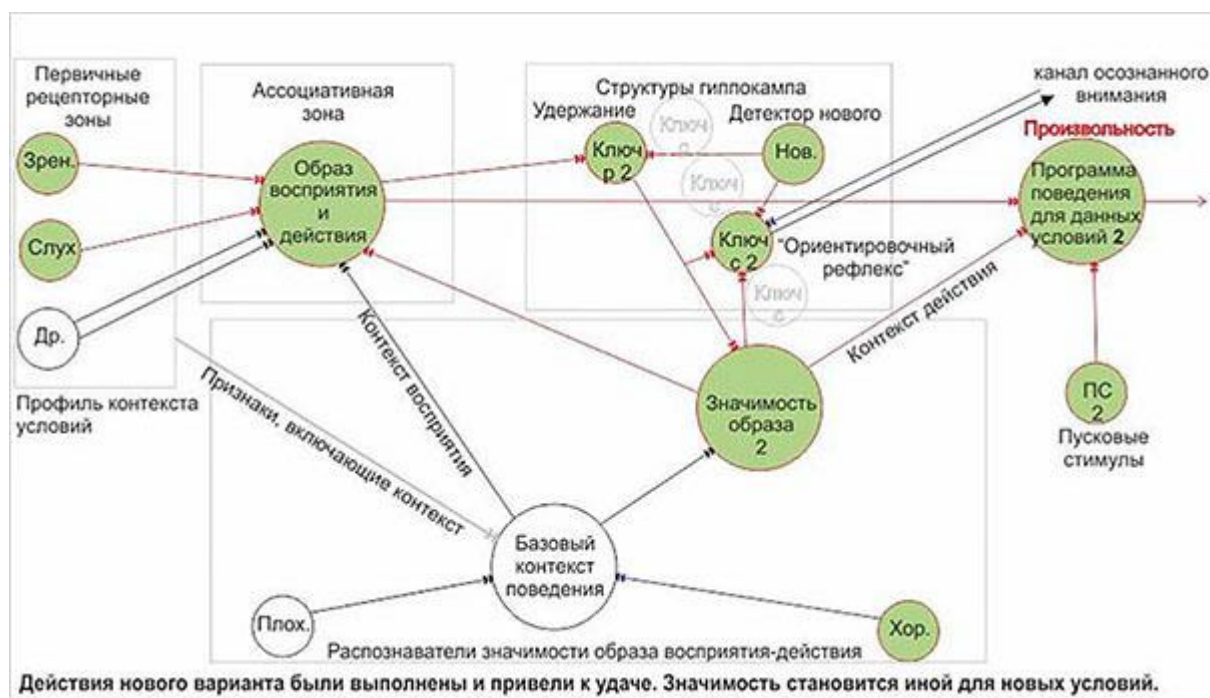 Первичные
рецепторные
зоны
Зрен.
Слух
Др.
Профиль контекста
условий
Ассоциативная
зона
Образ
восприятия
и
действия
Структуры гиппокампа
Удержание
Детектор нового
Ключ
р 2
Ключ
Ключ
Нов.
Ключ
с 2
"Ориентировочный
рефлекс"
Ключ
с
канал осознанного
внимания
Произвольность
Программа
поведения
для данных
условий 2
Контекст действия
ПС
2
Пусковые
стимулы
Признаки, включающие контекст
Контекст восприятия
Значимость
образа
2
Базовый
контекст
поведения
Плох.
Хор.
Распознаватели значимости образа восприятия-действия
Действия нового варианта были выполнены и привели к удаче. Значимость становится иной для новых условий.